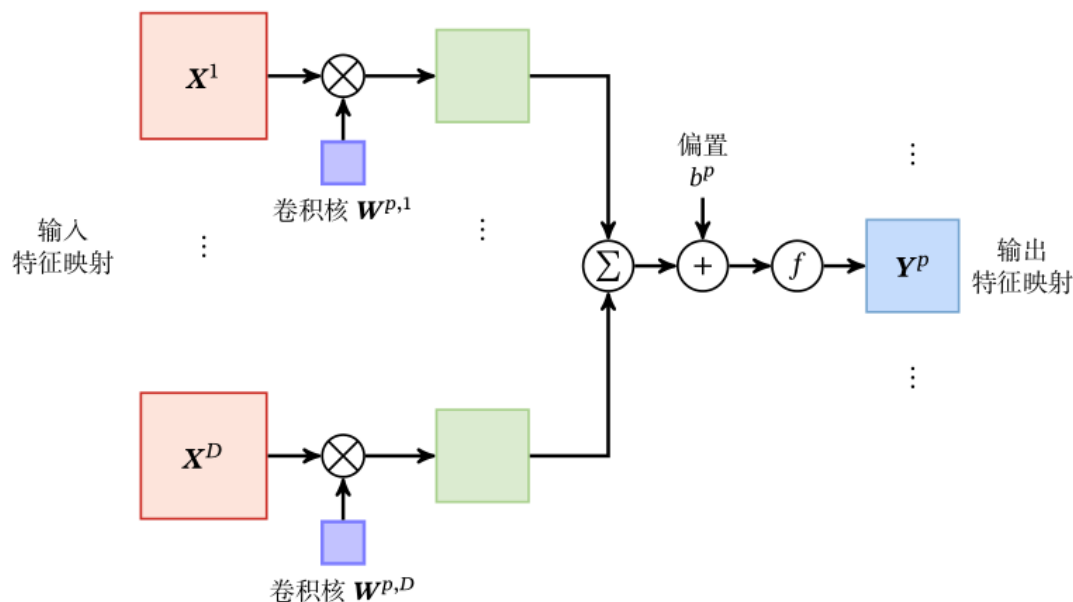 X¹
卷积核 W^{p,1}
⋮
⋮
输入
特征映射
偏置
b^p
⋮
∑
+
f
Y^p
输出
特征映射
⋮
X^D
卷积核 W^{p,D}